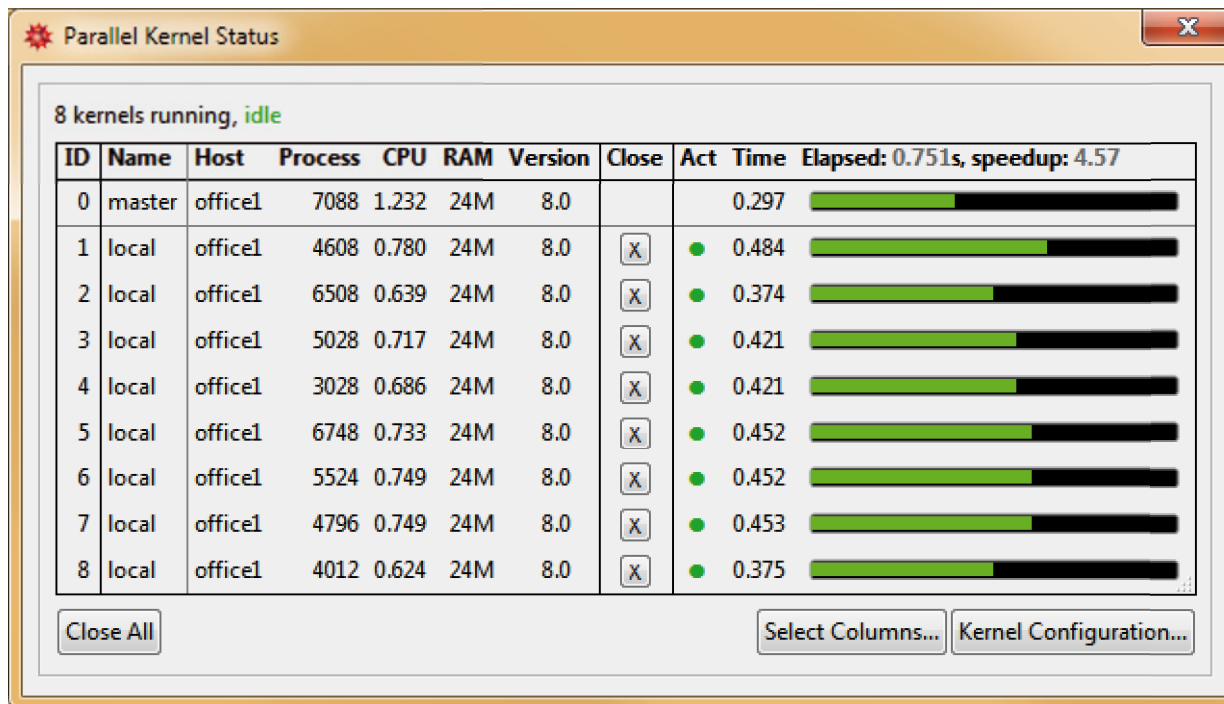 Parallel Kernel Status X
8 kernels running, idle
ID Name Host Process CPU RAM Version Close Act Time Elapsed: 0.751s, speedup: 4.57
0 master office1 7088 1.232 24M 8.0 0.297
1 local office1 4608 0.780 24M 8.0 X 0.484
2 local office1 6508 0.639 24M 8.0 X 0.374
3 local office1 5028 0.717 24M 8.0 X 0.421
4 local office1 3028 0.686 24M 8.0 X 0.421
5 local office1 6748 0.733 24M 8.0 X 0.452
6 local office1 5524 0.749 24M 8.0 X 0.452
7 local office1 4796 0.749 24M 8.0 X 0.453
8 local office1 4012 0.624 24M 8.0 X 0.375
Close All Select Columns... Kernel Configuration...